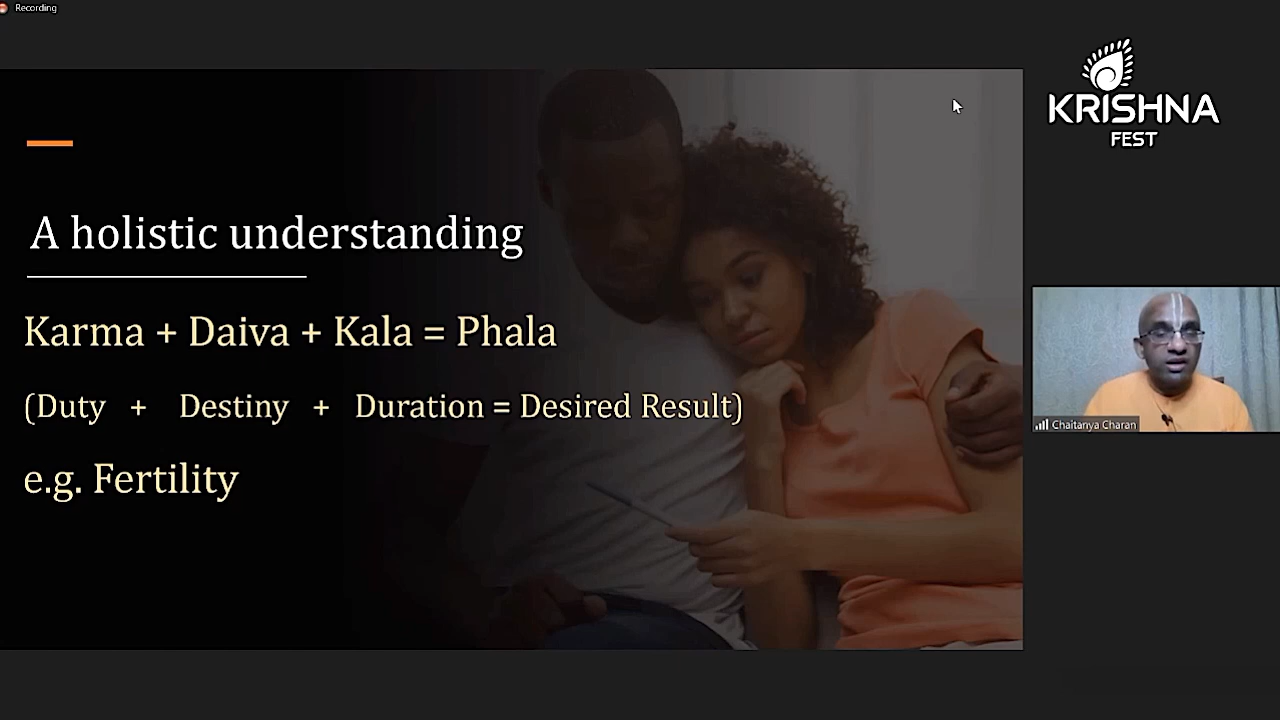 Recording
KRISHNA
FEST
A holistic understanding
Karma + Daiva + Kala = Phala
(Duty + Destiny + Duration = Desired Result)
e.g. Fertility
Chaitanya Charan